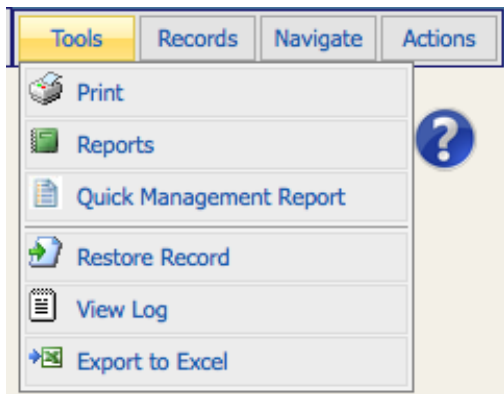 Tools Records Navigate Actions
Print
Reports
?
Quick Management Report
Restore Record
View Log
Export to Excel